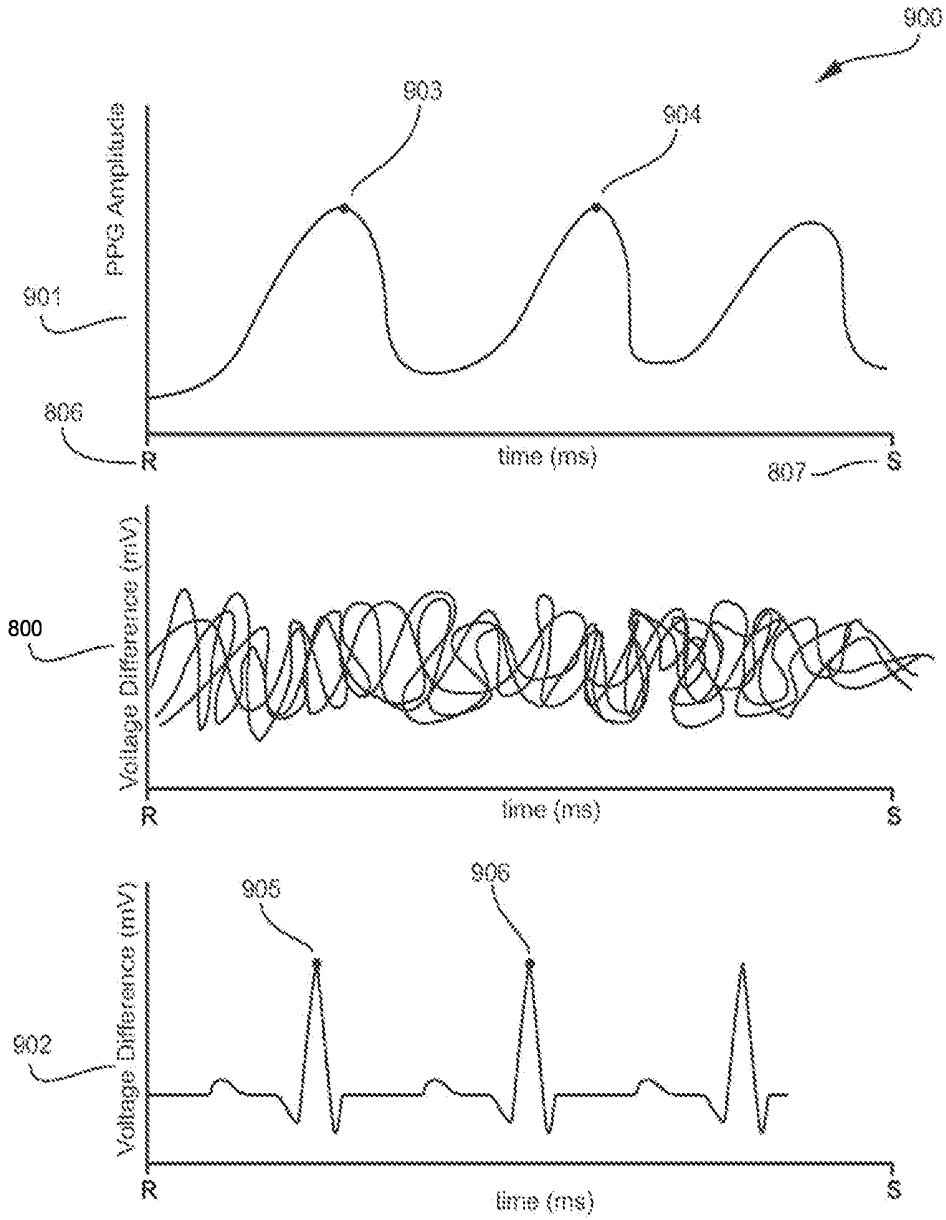 900
903
904
PPG Amplitude
901
806
R
time (ms)
S
807
Voltage Difference (mV)
800
R
time (ms)
S
905
906
Voltage Difference (mV)
902
R
time (ms)
S